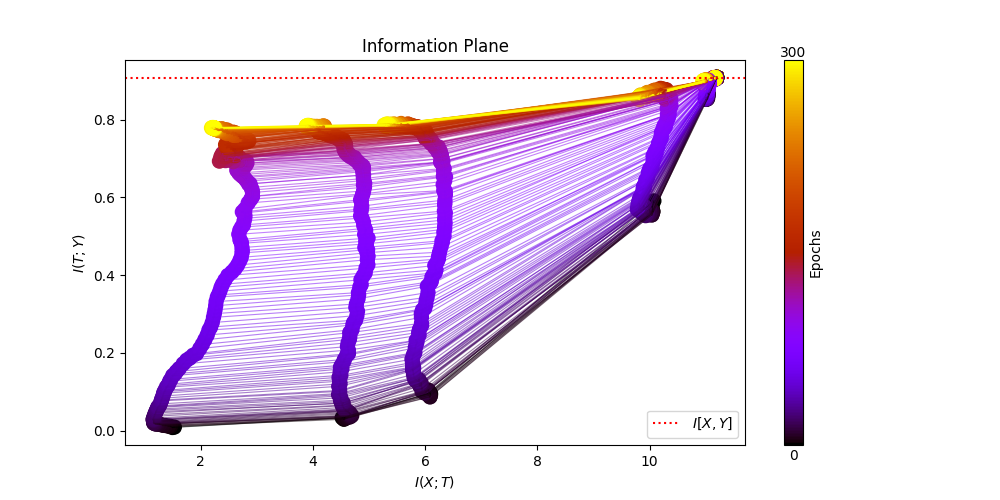 Information Plane
300
0.8
0.6
0.4
0.2
0.0
I(T; Y)
Epochs
I[X, Y]
0
2 4 6 8 10
I(X; T)